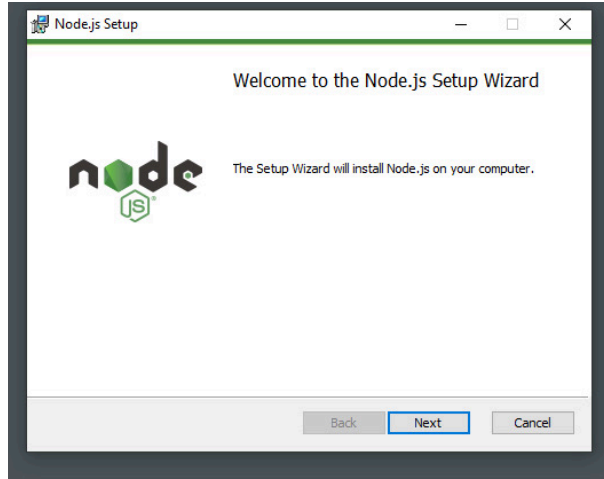 Node.js Setup
Welcome to the Node.js Setup Wizard
node
JS
The Setup Wizard will install Node.js on your computer.
Back
Next
Cancel